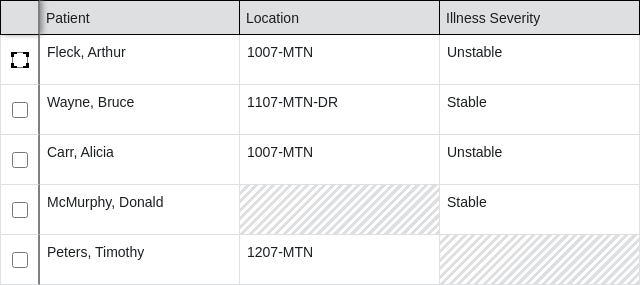 Patient Location Illness Severity
Fleck, Arthur 1007-MTN Unstable
Wayne, Bruce 1107-MTN-DR Stable
Carr, Alicia 1007-MTN Unstable
McMurphy, Donald Stable
Peters, Timothy 1207-MTN